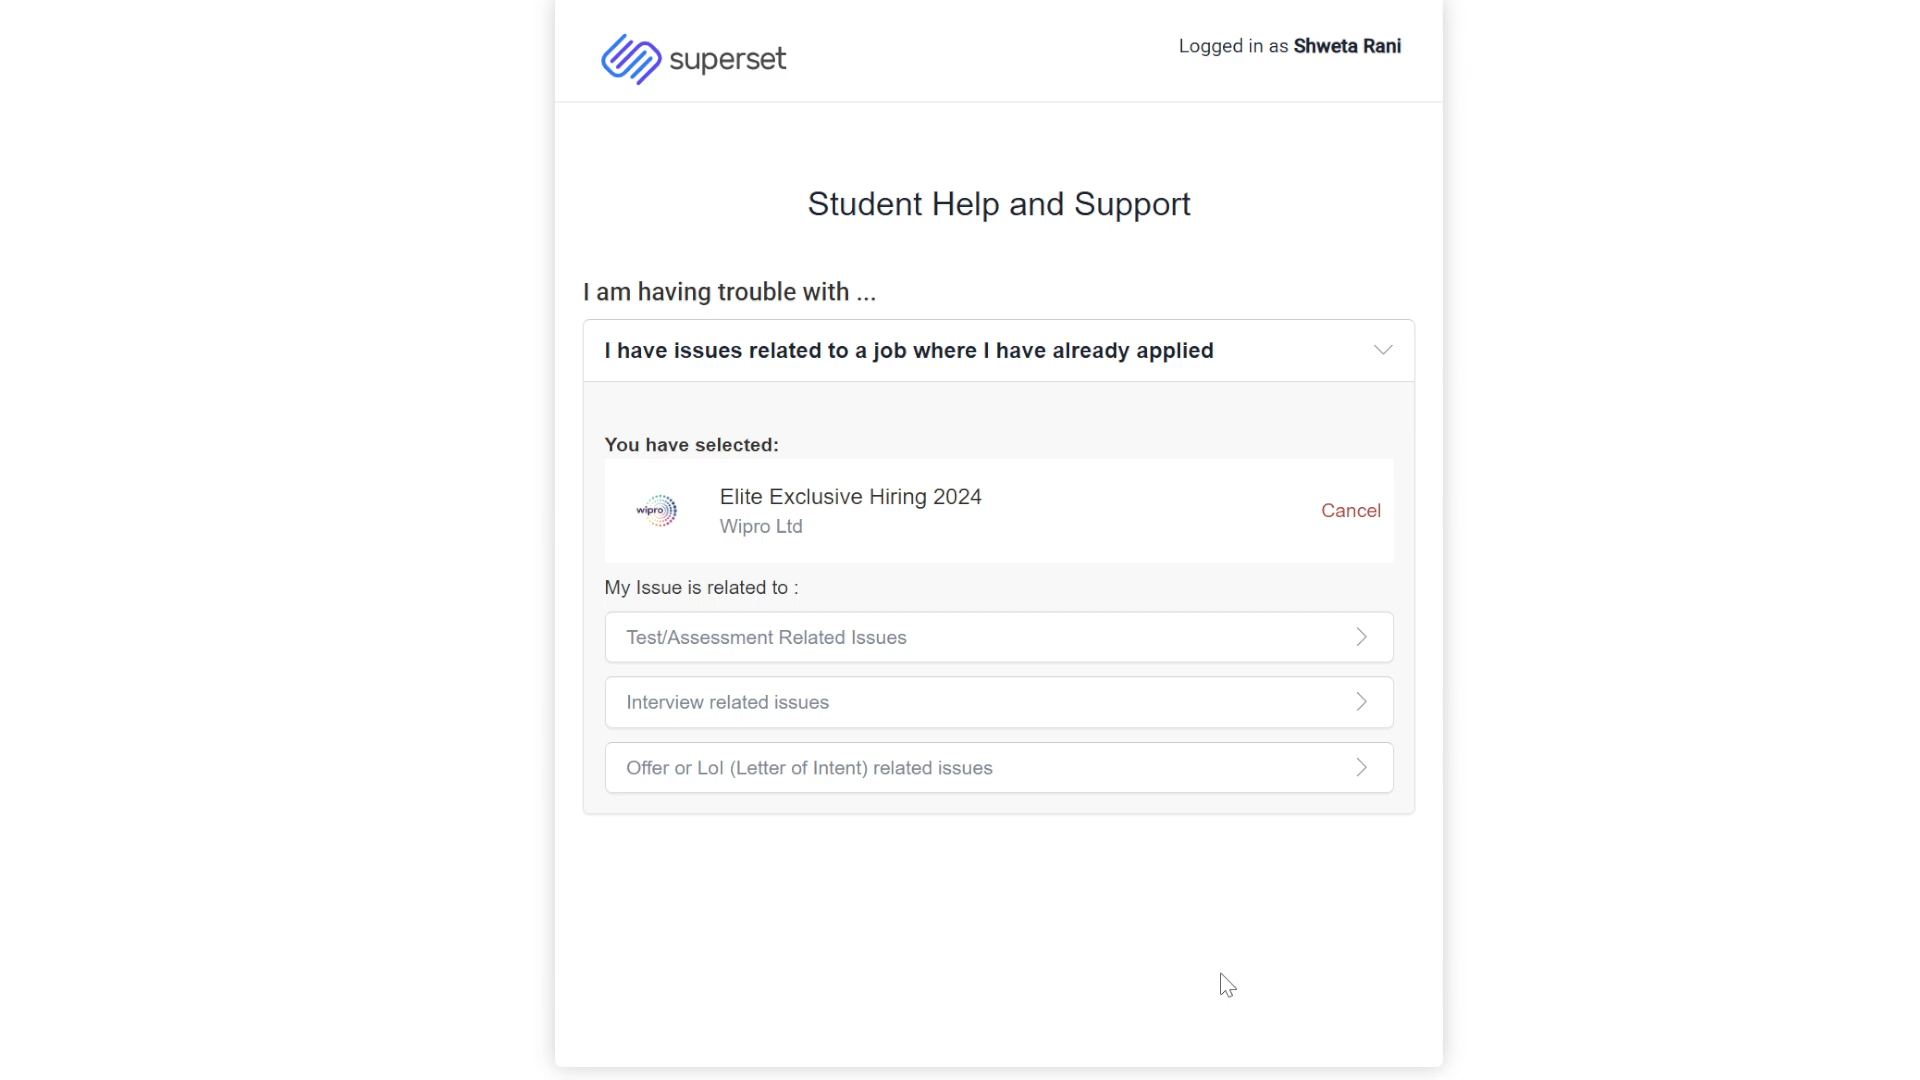 superset
Logged in as Shweta Rani
Student Help and Support
I am having trouble with ...
I have issues related to a job where I have already applied
You have selected:
wipro
Elite Exclusive Hiring 2024
Wipro Ltd
Cancel
My Issue is related to :
Test/Assessment Related Issues
Interview related issues
Offer or LoI (Letter of Intent) related issues